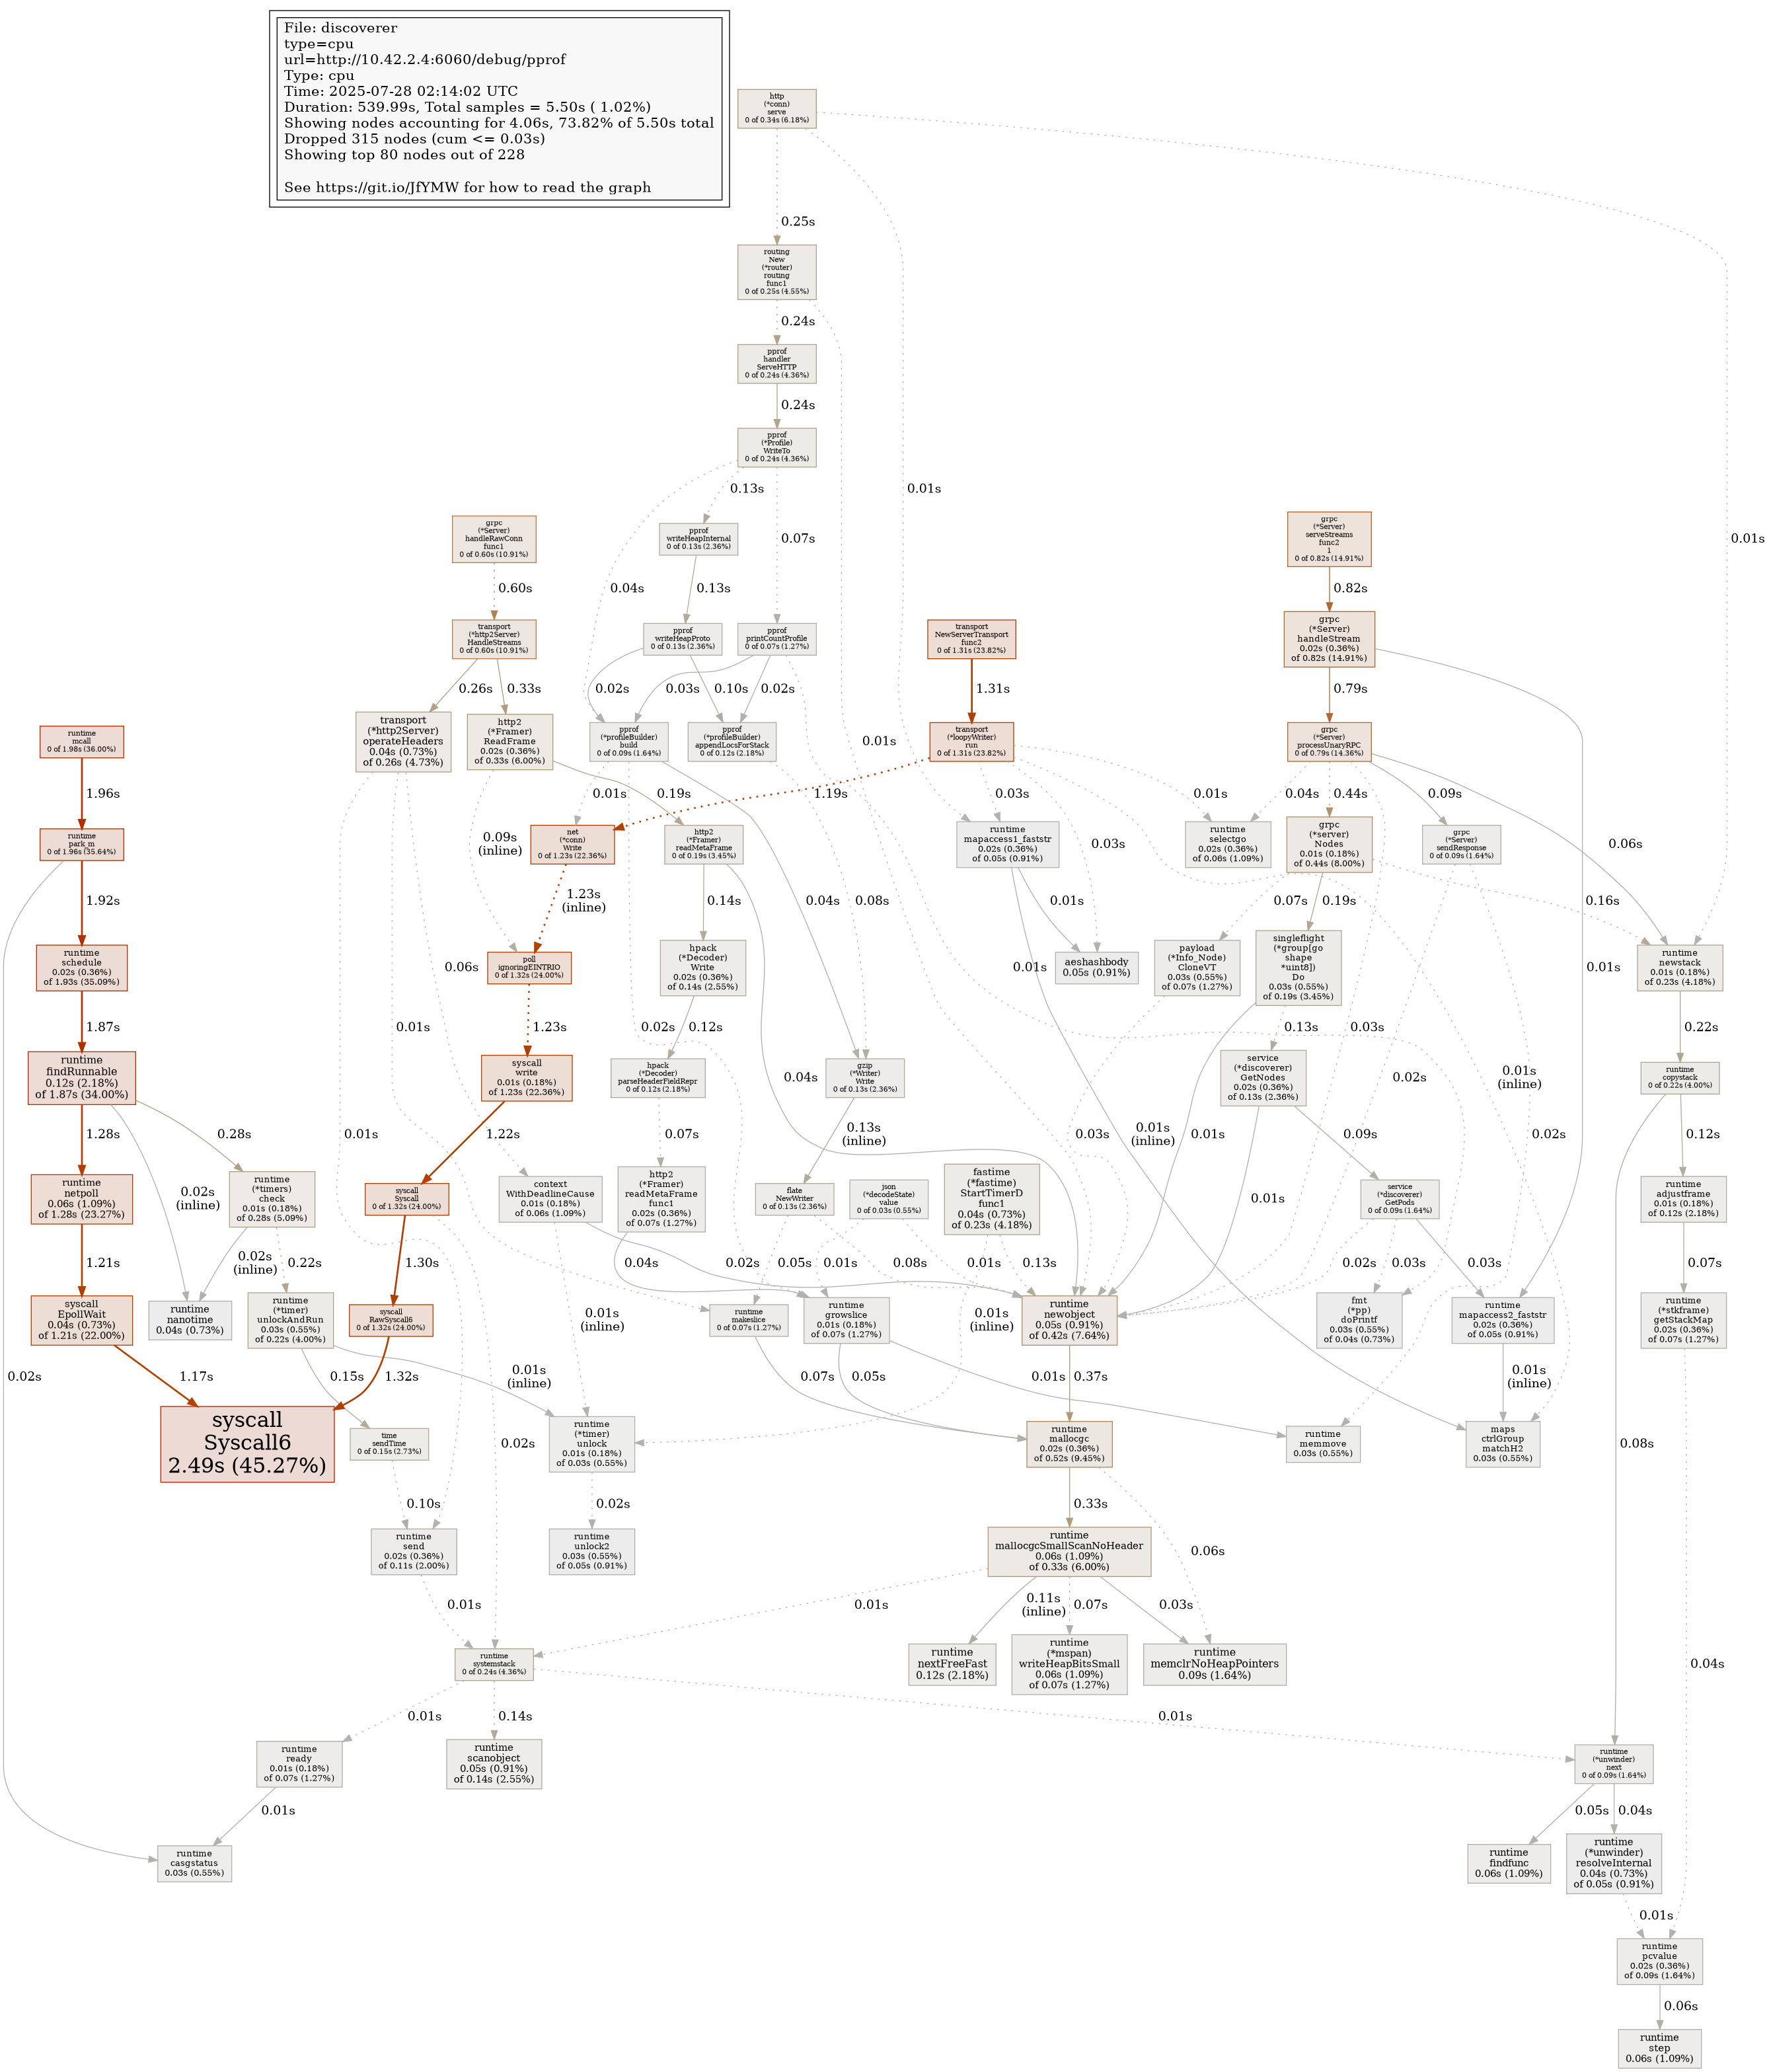 File: discoverer
type=cpu
url=http://10.42.2.4:6060/debug/pprof
Type: cpu
Time: 2025-07-28 02:14:02 UTC
Duration: 539.99s, Total samples = 5.50s ( 1.02%)
Showing nodes accounting for 4.06s, 73.82% of 5.50s total
Dropped 315 nodes (cum <= 0.03s)
Showing top 80 nodes out of 228
See https://git.io/JfYMW for how to read the graph
http
(*conn)
serve
0 of 0.34s (6.18%)
0.25s
0.01s
0.01s
routing
New
(*router)
routing
func1
0 of 0.25s (4.55%)
0.24s
0.01s
pprof
handler
ServeHTTP
0 of 0.24s (4.36%)
0.24s
pprof
(*Profile)
WriteTo
0 of 0.24s (4.36%)
0.04s
0.13s
0.07s
grpc
(*Server)
handleRawConn
func1
0 of 0.60s (10.91%)
0.60s
pprof
writeHeapInternal
0 of 0.13s (2.36%)
0.13s
grpc
(*Server)
serveStreams
func2
1
0 of 0.82s (14.91%)
0.82s
transport
(*http2Server)
HandleStreams
0 of 0.60s (10.91%)
0.26s
0.33s
pprof
writeHeapProto
0 of 0.13s (2.36%)
0.02s
0.10s
pprof
printCountProfile
0 of 0.07s (1.27%)
0.03s
0.02s
0.01s
transport
NewServerTransport
func2
0 of 1.31s (23.82%)
1.31s
grpc
(*Server)
handleStream
0.02s (0.36%)
of 0.82s (14.91%)
0.79s
0.01s
runtime
mcall
0 of 1.98s (36.00%)
1.96s
transport
(*http2Server)
operateHeaders
0.04s (0.73%)
of 0.26s (4.73%)
0.01s
0.01s
0.06s
http2
(*Framer)
ReadFrame
0.02s (0.36%)
of 0.33s (6.00%)
0.09s
(inline)
0.19s
pprof
(*profileBuilder)
build
0 of 0.09s (1.64%)
0.01s
0.02s
0.04s
pprof
(*profileBuilder)
appendLocsForStack
0 of 0.12s (2.18%)
0.08s
transport
(*loopyWriter)
run
0 of 1.31s (23.82%)
1.19s
0.03s
0.03s
0.01s
0.01s
(inline)
grpc
(*Server)
processUnaryRPC
0 of 0.79s (14.36%)
0.04s
0.44s
0.03s
0.09s
0.06s
runtime
park_m
0 of 1.96s (35.64%)
0.02s
1.92s
net
(*conn)
Write
0 of 1.23s (22.36%)
1.23s
(inline)
http2
(*Framer)
readMetaFrame
0 of 0.19s (3.45%)
0.14s
0.04s
runtime
mapaccess1_faststr
0.02s (0.36%)
of 0.05s (0.91%)
0.01s
0.01s
(inline)
runtime
selectgo
0.02s (0.36%)
of 0.06s (1.09%)
grpc
(*server)
Nodes
0.01s (0.18%)
of 0.44s (8.00%)
0.07s
0.19s
0.16s
grpc
(*Server)
sendResponse
0 of 0.09s (1.64%)
0.02s
0.02s
runtime
schedule
0.02s (0.36%)
of 1.93s (35.09%)
1.87s
poll
ignoringEINTRIO
0 of 1.32s (24.00%)
1.23s
hpack
(*Decoder)
Write
0.02s (0.36%)
of 0.14s (2.55%)
0.12s
aeshashbody
0.05s (0.91%)
payload
(*Info_Node)
CloneVT
0.03s (0.55%)
of 0.07s (1.27%)
0.03s
singleflight
(*group[go
shape
*uint8])
Do
0.03s (0.55%)
of 0.19s (3.45%)
0.01s
0.13s
runtime
newstack
0.01s (0.18%)
of 0.23s (4.18%)
0.22s
runtime
findRunnable
0.12s (2.18%)
of 1.87s (34.00%)
1.28s
0.02s
(inline)
0.28s
syscall
write
0.01s (0.18%)
of 1.23s (22.36%)
1.22s
hpack
(*Decoder)
parseHeaderFieldRepr
0 of 0.12s (2.18%)
0.07s
gzip
(*Writer)
Write
0 of 0.13s (2.36%)
0.13s
(inline)
service
(*discoverer)
GetNodes
0.02s (0.36%)
of 0.13s (2.36%)
0.01s
0.09s
runtime
copystack
0 of 0.22s (4.00%)
0.08s
0.12s
runtime
netpoll
0.06s (1.09%)
of 1.28s (23.27%)
1.21s
runtime
(*timers)
check
0.01s (0.18%)
of 0.28s (5.09%)
0.02s
(inline)
0.22s
syscall
Syscall
0 of 1.32s (24.00%)
1.30s
context
WithDeadlineCause
0.01s (0.18%)
of 0.06s (1.09%)
0.01s
(inline)
0.02s
http2
(*Framer)
readMetaFrame
func1
0.02s (0.36%)
of 0.07s (1.27%)
0.04s
flate
NewWriter
0 of 0.13s (2.36%)
0.05s
0.08s
json
(*decodeState)
value
0 of 0.03s (0.55%)
0.01s
0.01s
fastime
(*fastime)
StartTimerD
func1
0.04s (0.73%)
of 0.23s (4.18%)
0.01s
(inline)
0.13s
service
(*discoverer)
GetPods
0 of 0.09s (1.64%)
0.02s
0.03s
0.03s
runtime
adjustframe
0.01s (0.18%)
of 0.12s (2.18%)
0.07s
syscall
EpollWait
0.04s (0.73%)
of 1.21s (22.00%)
1.17s
runtime
nanotime
0.04s (0.73%)
runtime
(*timer)
unlockAndRun
0.03s (0.55%)
of 0.22s (4.00%)
0.15s
0.01s
(inline)
syscall
RawSyscall6
0 of 1.32s (24.00%)
1.32s
runtime
makeslice
0 of 0.07s (1.27%)
0.07s
runtime
growslice
0.01s (0.18%)
of 0.07s (1.27%)
0.05s
0.01s
runtime
newobject
0.05s (0.91%)
of 0.42s (7.64%)
0.37s
fmt
(*pp)
doPrintf
0.03s (0.55%)
of 0.04s (0.73%)
runtime
mapaccess2_faststr
0.02s (0.36%)
of 0.05s (0.91%)
0.01s
(inline)
runtime
(*stkframe)
getStackMap
0.02s (0.36%)
of 0.07s (1.27%)
0.04s
syscall
Syscall6
2.49s (45.27%)
time
sendTime
0 of 0.15s (2.73%)
0.10s
0.02s
runtime
(*timer)
unlock
0.01s (0.18%)
of 0.03s (0.55%)
0.02s
runtime
mallocgc
0.02s (0.36%)
of 0.52s (9.45%)
0.33s
0.06s
runtime
memmove
0.03s (0.55%)
maps
ctrlGroup
matchH2
0.03s (0.55%)
runtime
send
0.02s (0.36%)
of 0.11s (2.00%)
0.01s
runtime
unlock2
0.03s (0.55%)
of 0.05s (0.91%)
runtime
mallocgcSmallScanNoHeader
0.06s (1.09%)
of 0.33s (6.00%)
0.01s
0.11s
(inline)
0.07s
0.03s
runtime
systemstack
0 of 0.24s (4.36%)
0.01s
0.14s
0.01s
runtime
nextFreeFast
0.12s (2.18%)
runtime
(*mspan)
writeHeapBitsSmall
0.06s (1.09%)
of 0.07s (1.27%)
runtime
memclrNoHeapPointers
0.09s (1.64%)
runtime
ready
0.01s (0.18%)
of 0.07s (1.27%)
0.01s
runtime
scanobject
0.05s (0.91%)
of 0.14s (2.55%)
runtime
(*unwinder)
next
0 of 0.09s (1.64%)
0.05s
0.04s
runtime
casgstatus
0.03s (0.55%)
runtime
findfunc
0.06s (1.09%)
runtime
(*unwinder)
resolveInternal
0.04s (0.73%)
of 0.05s (0.91%)
0.01s
runtime
pcvalue
0.02s (0.36%)
of 0.09s (1.64%)
0.06s
runtime
step
0.06s (1.09%)